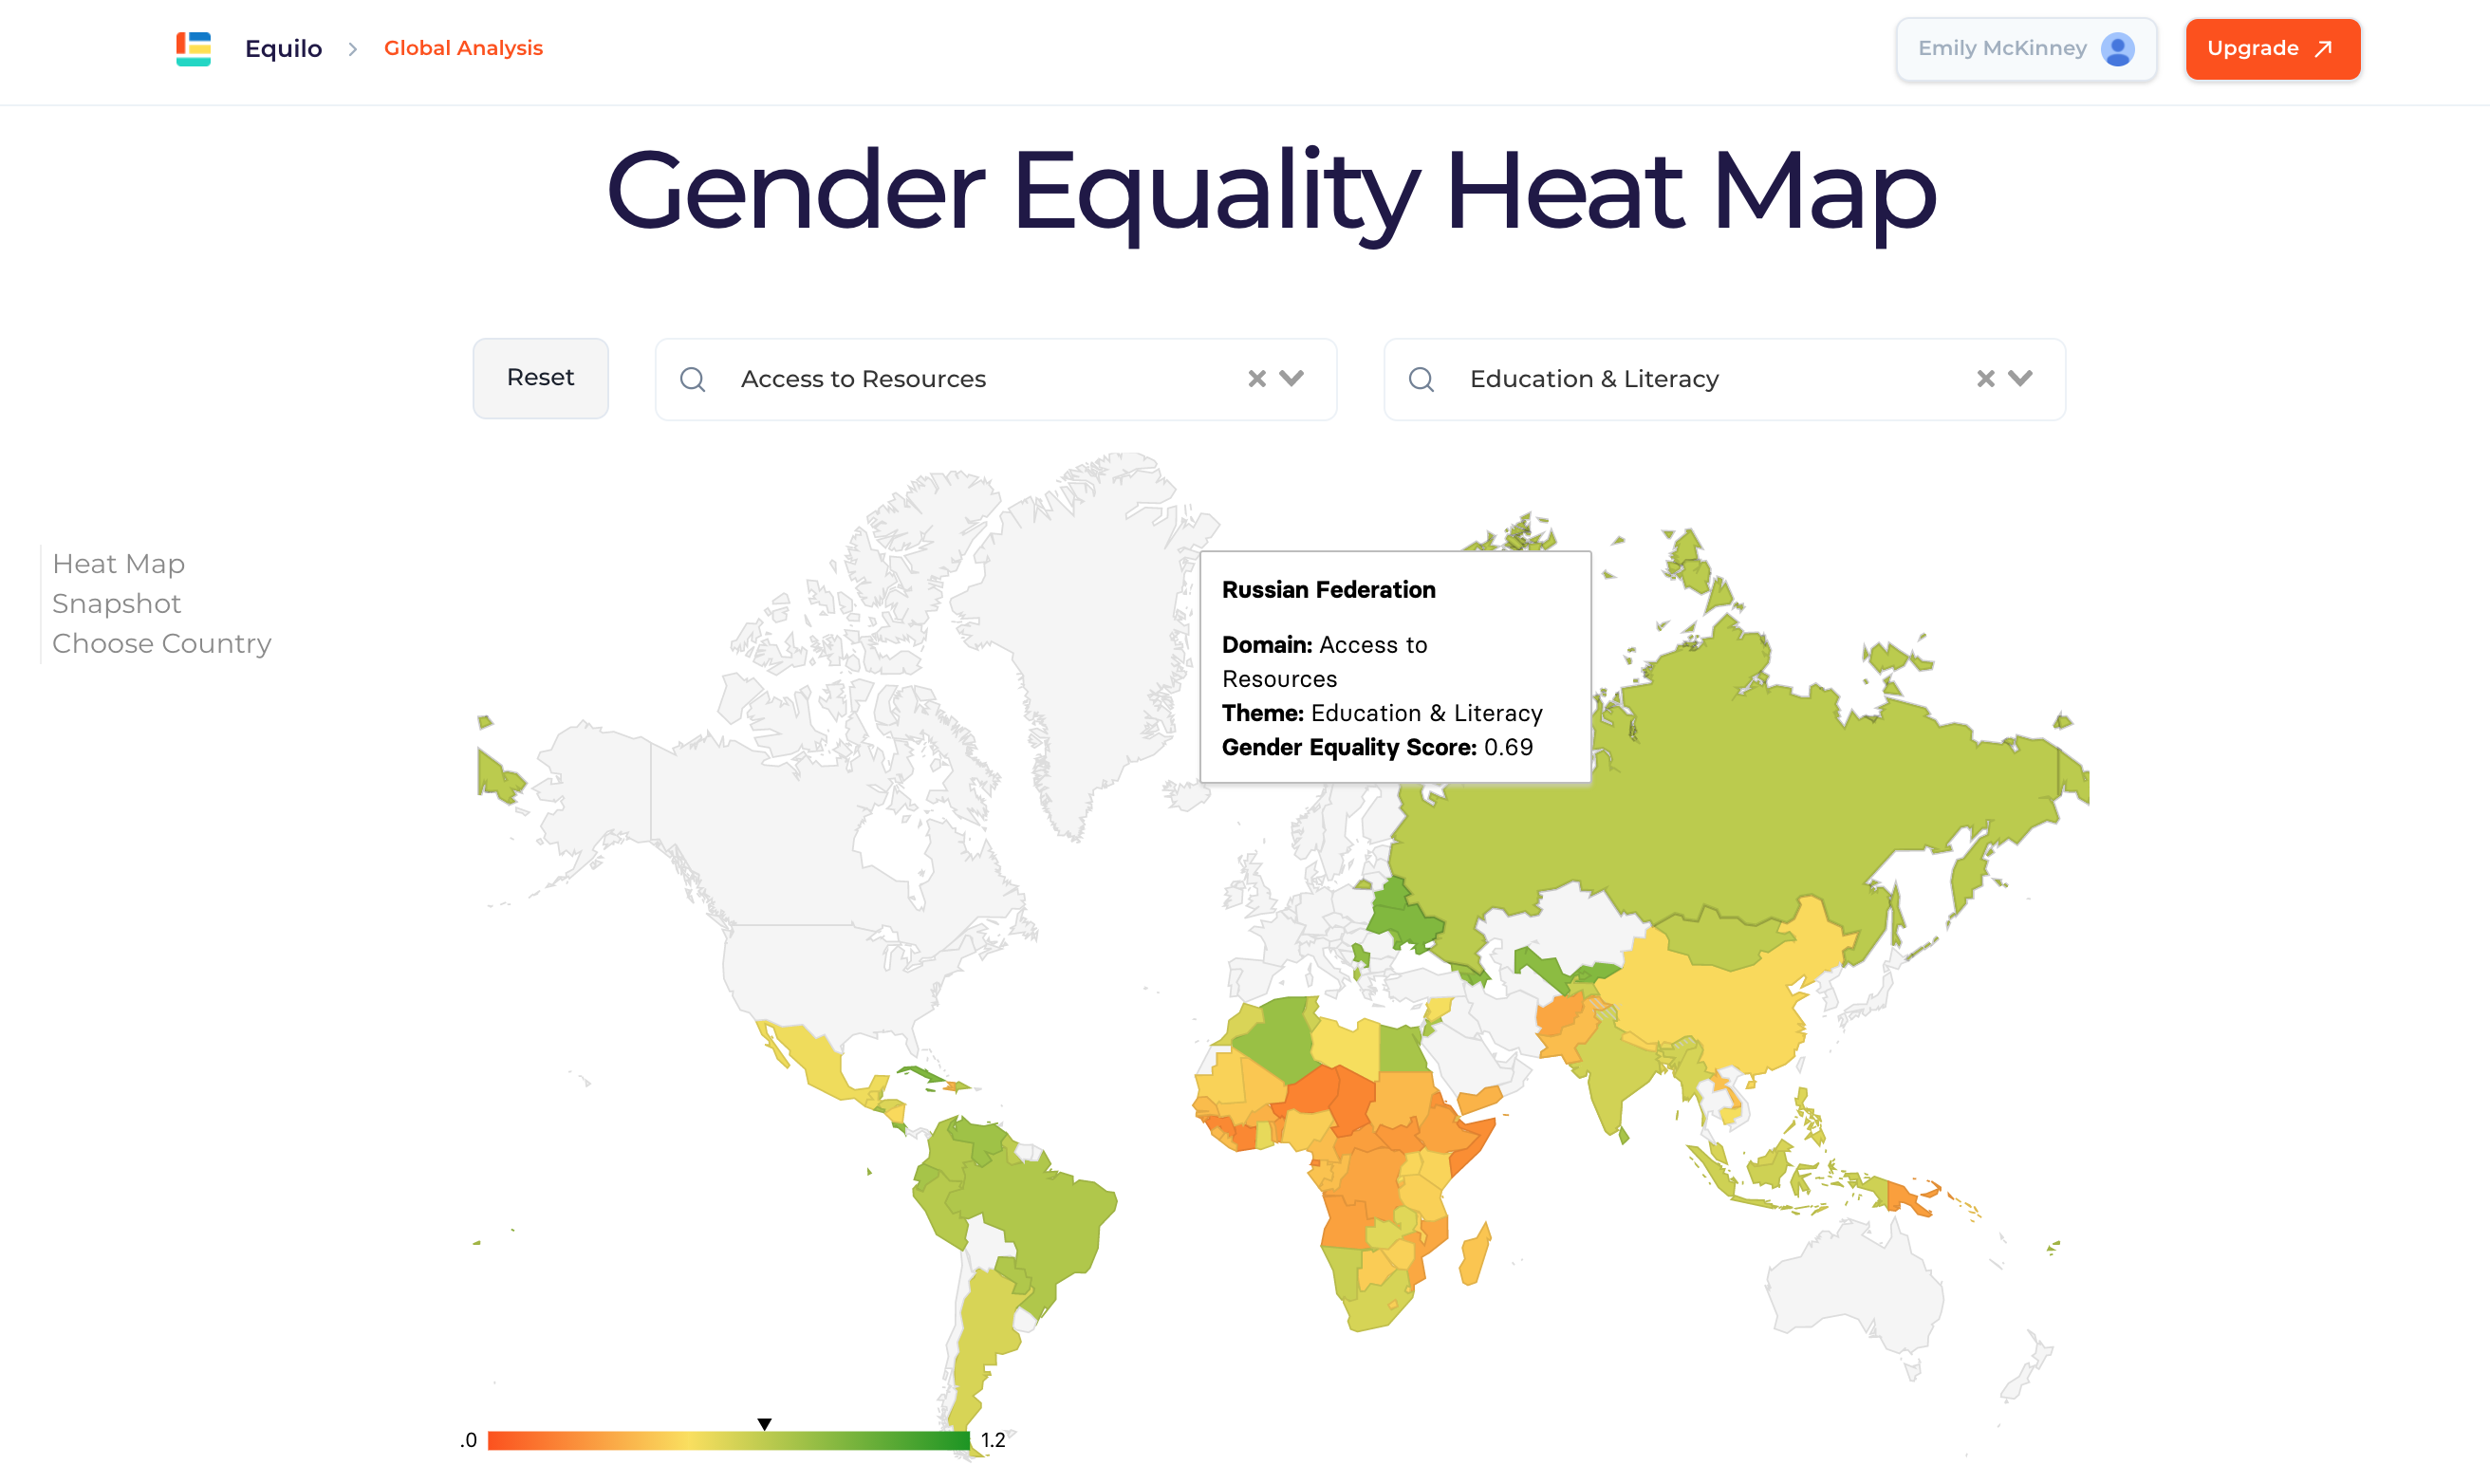 Equilo
Global Analysis
Emily McKinney
Upgrade
Gender Equality Heat Map
Reset
Access to Resources
Education & Literacy
Heat Map
Snapshot
Choose Country
Russian Federation
Domain: Access to
Resources
Theme: Education & Literacy
Gender Equality Score: 0.69
.0
1.2